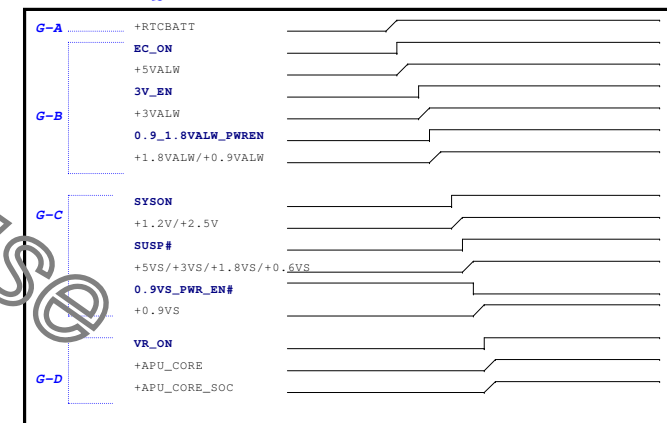 G-A
+RTCBATT
EC_ON
+5VALW
3V_EN
G-B
+3VALW
0.9_1.8VALW_PWREN
+1.8VALW/+0.9VALW
SYSON
G-C
+1.2V/+2.5V
SUSP#
+5VS/+3VS/+1.8VS/+0.6VS
0.9VS_PWR_EN#
+0.9VS
VR_ON
+APU_CORE
G-D
+APU_CORE_SOC